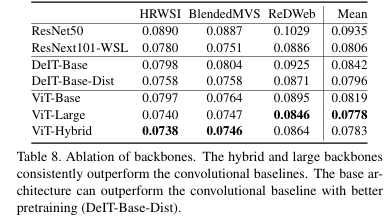 HRWSI BlendedMVS ReDWeb Mean
ResNet50 0.0890 0.0887 0.1029 0.0935
ResNext101-WSL 0.0780 0.0751 0.0886 0.0806
DeIT-Base 0.0798 0.0804 0.0925 0.0842
DeIT-Base-Dist 0.0758 0.0758 0.0871 0.0796
ViT-Base 0.0797 0.0764 0.0895 0.0819
ViT-Large 0.0740 0.0747 0.0846 0.0778
ViT-Hybrid 0.0738 0.0746 0.0864 0.0783
Table 8. Ablation of backbones. The hybrid and large backbones
consistently outperform the convolutional baselines. The base ar-
chitecture can outperform the convolutional baseline with better
pretraining (DeIT-Base-Dist).